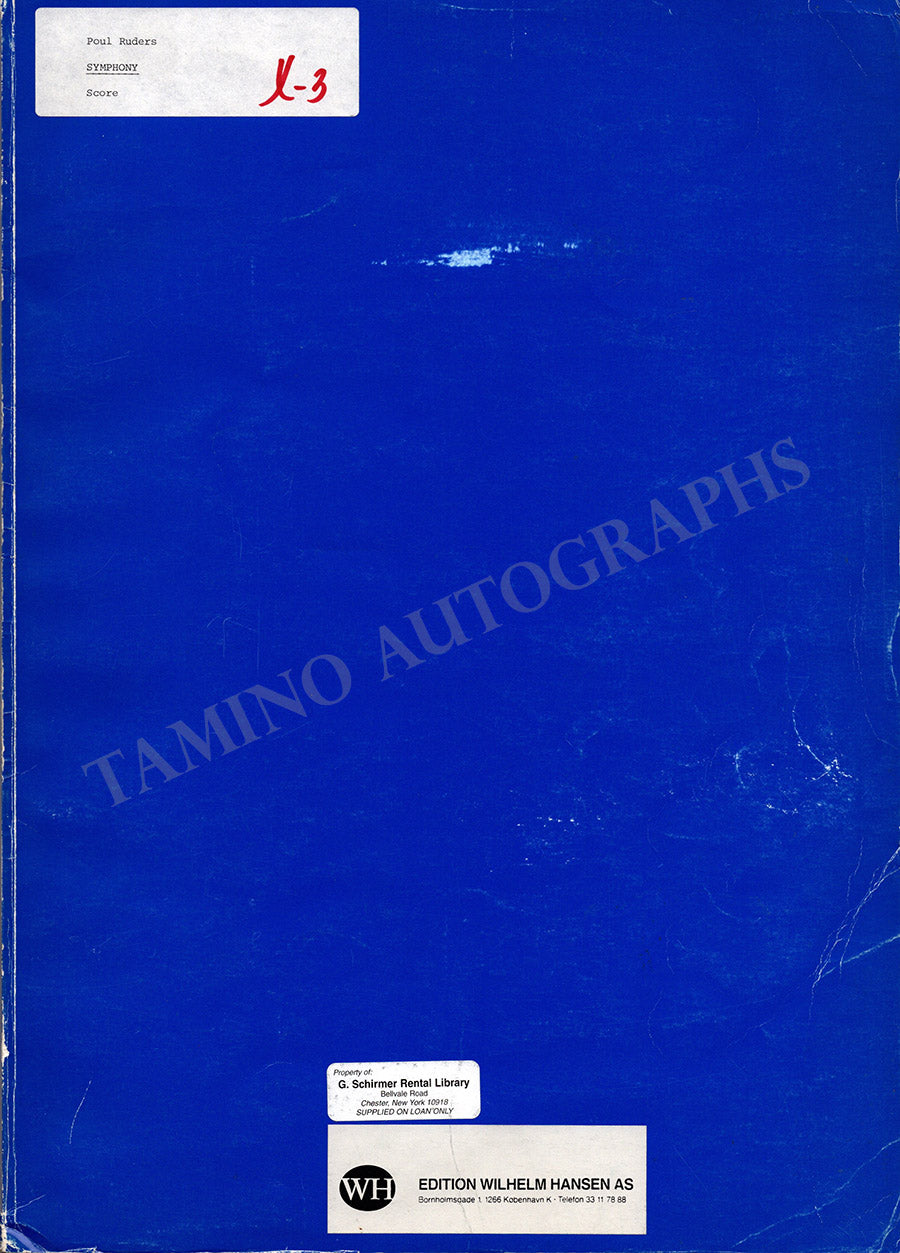 Poul Ruders
SYMPHONY
Score
X-3
TAMINO AUTOGRAPHS
Property of:
G. Schirmer Rental Library
Bellvale Road
Chester, New York 10918
SUPPLIED ON LOAN ONLY
WH
EDITION WILHELM HANSEN AS
Bornholmsgade 1, 1266 København K - Telefon 33 11 78 88